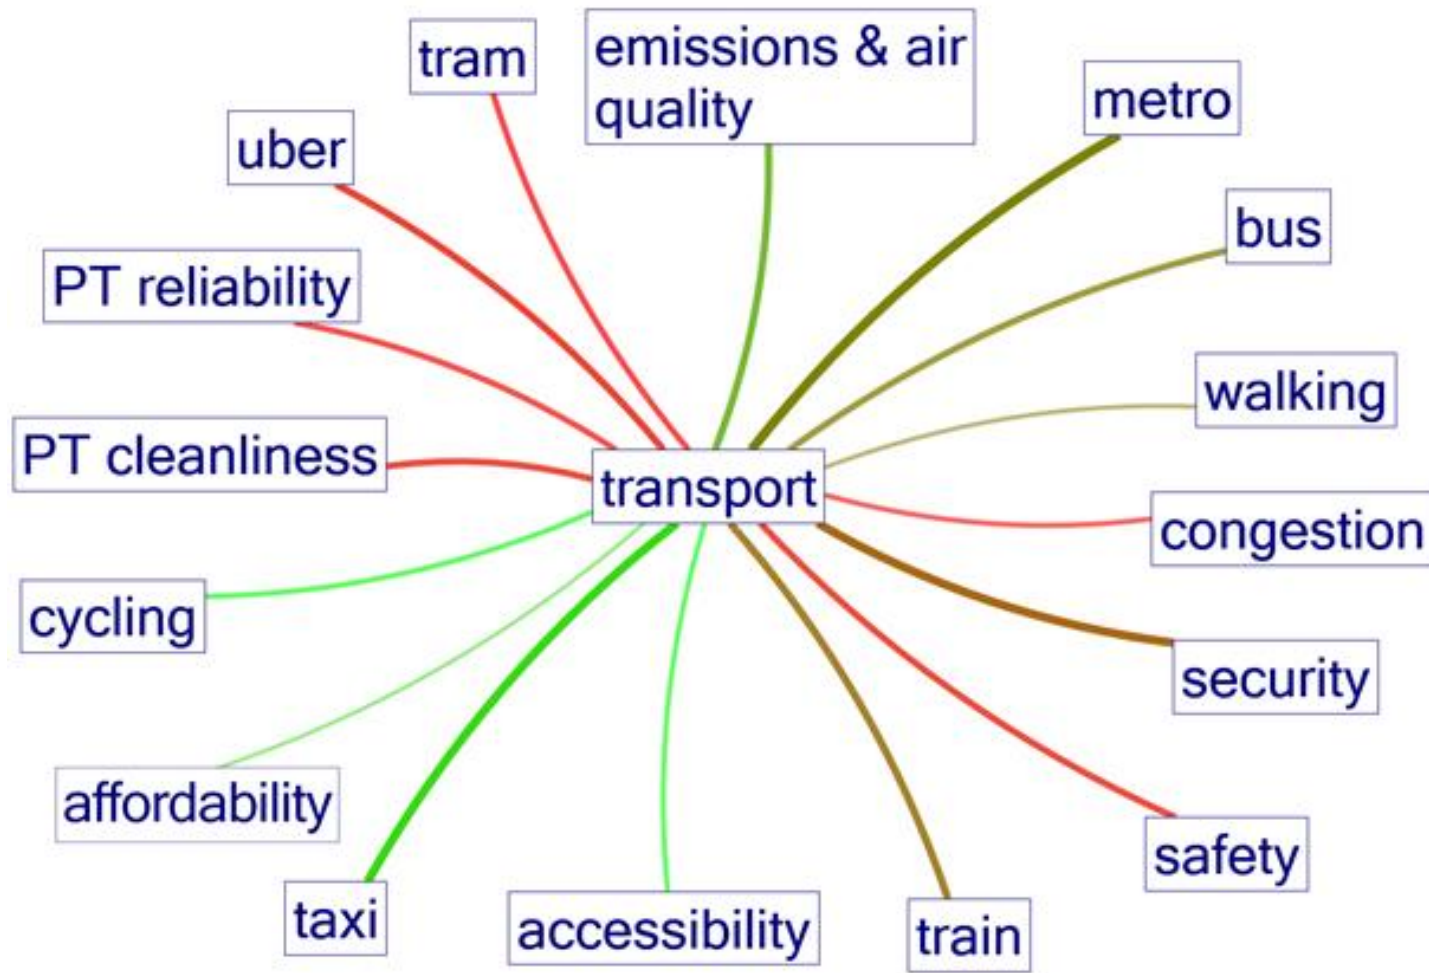 tram
emissions & air
quality
metro
uber
bus
PT reliability
walking
PT cleanliness
transport
congestion
cycling
security
affordability
safety
taxi
accessibility
train